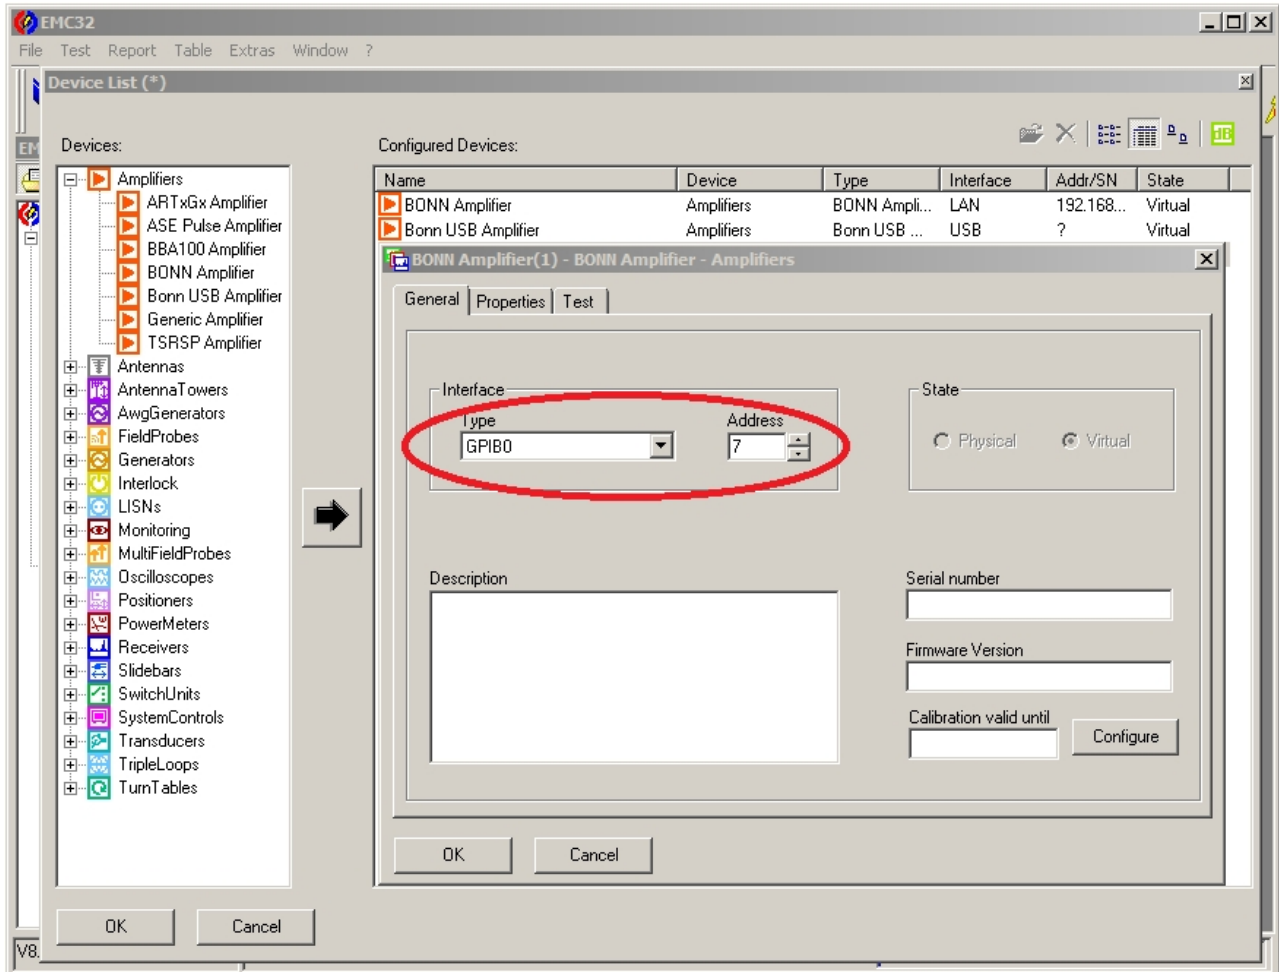 EMC32
File Test Report Table Extras Window ?
Device List (*)
Devices:
Configured Devices:
Amplifiers
ARTxGx Amplifier
ASE Pulse Amplifier
BBA100 Amplifier
BONN Amplifier
Bonn USB Amplifier
Generic Amplifier
TSRSP Amplifier
Antennas
AntennaTowers
AwgGenerators
FieldProbes
Generators
Interlock
LISNs
Monitoring
MultiFieldProbes
Oscilloscopes
Positioners
PowerMeters
Receivers
Slidebars
SwitchUnits
SystemControls
Transducers
TripleLoops
TurnTables
Name Device Type Interface Addr/SN State
BONN Amplifier Amplifiers BONN Ampli... LAN 192.168... Virtual
Bonn USB Amplifier Amplifiers Bonn USB ... USB ? Virtual
BONN Amplifier(1) - BONN Amplifier - Amplifiers
General Properties Test
Interface
Type Address
GPIB0 7
State
Physical Virtual
Description
Serial number
Firmware Version
Calibration valid until
Configure
OK Cancel
OK Cancel
EM
dB
V8.